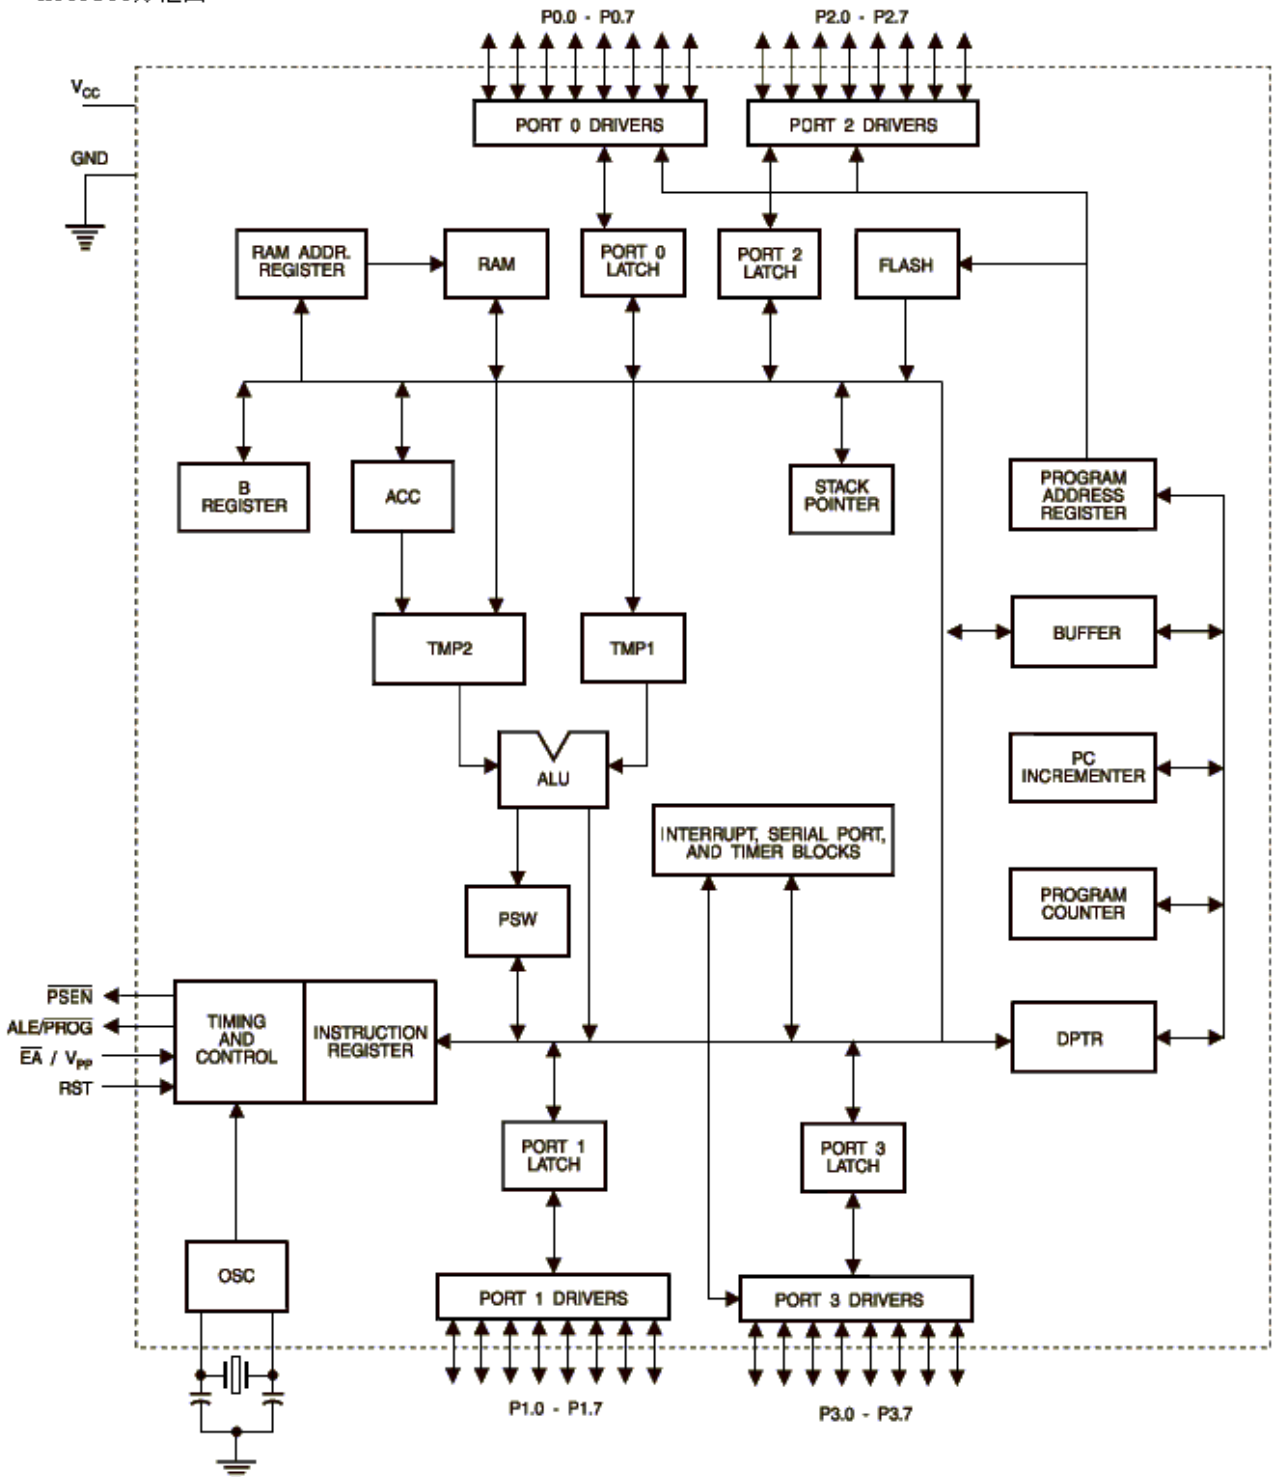 P0.0 - P0.7
P2.0 - P2.7
VCC
GND
PORT 0 DRIVERS
PORT 2 DRIVERS
RAM ADDR.
REGISTER
RAM
PORT 0
LATCH
PORT 2
LATCH
FLASH
B
REGISTER
ACC
STACK
POINTER
PROGRAM
ADDRESS
REGISTER
TMP2
TMP1
BUFFER
ALU
PC
INCREMENTER
INTERRUPT, SERIAL PORT,
AND TIMER BLOCKS
PSW
PROGRAM
COUNTER
PSEN
ALE/PROG
EA / VPP
RST
TIMING
AND
CONTROL
INSTRUCTION
REGISTER
DPTR
PORT 1
LATCH
PORT 3
LATCH
OSC
PORT 1 DRIVERS
PORT 3 DRIVERS
P1.0 - P1.7
P3.0 - P3.7